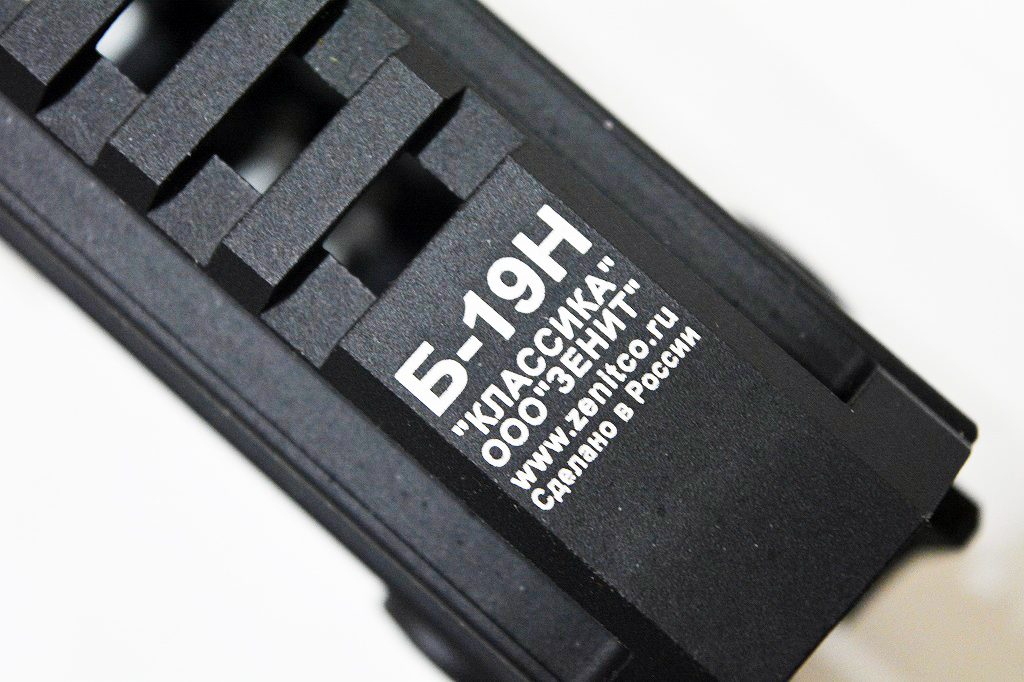 Б-19Н
"КЛАССИКА"
ООО"ЗЕНИТ"
www.zenitco.ru
Сделано в России